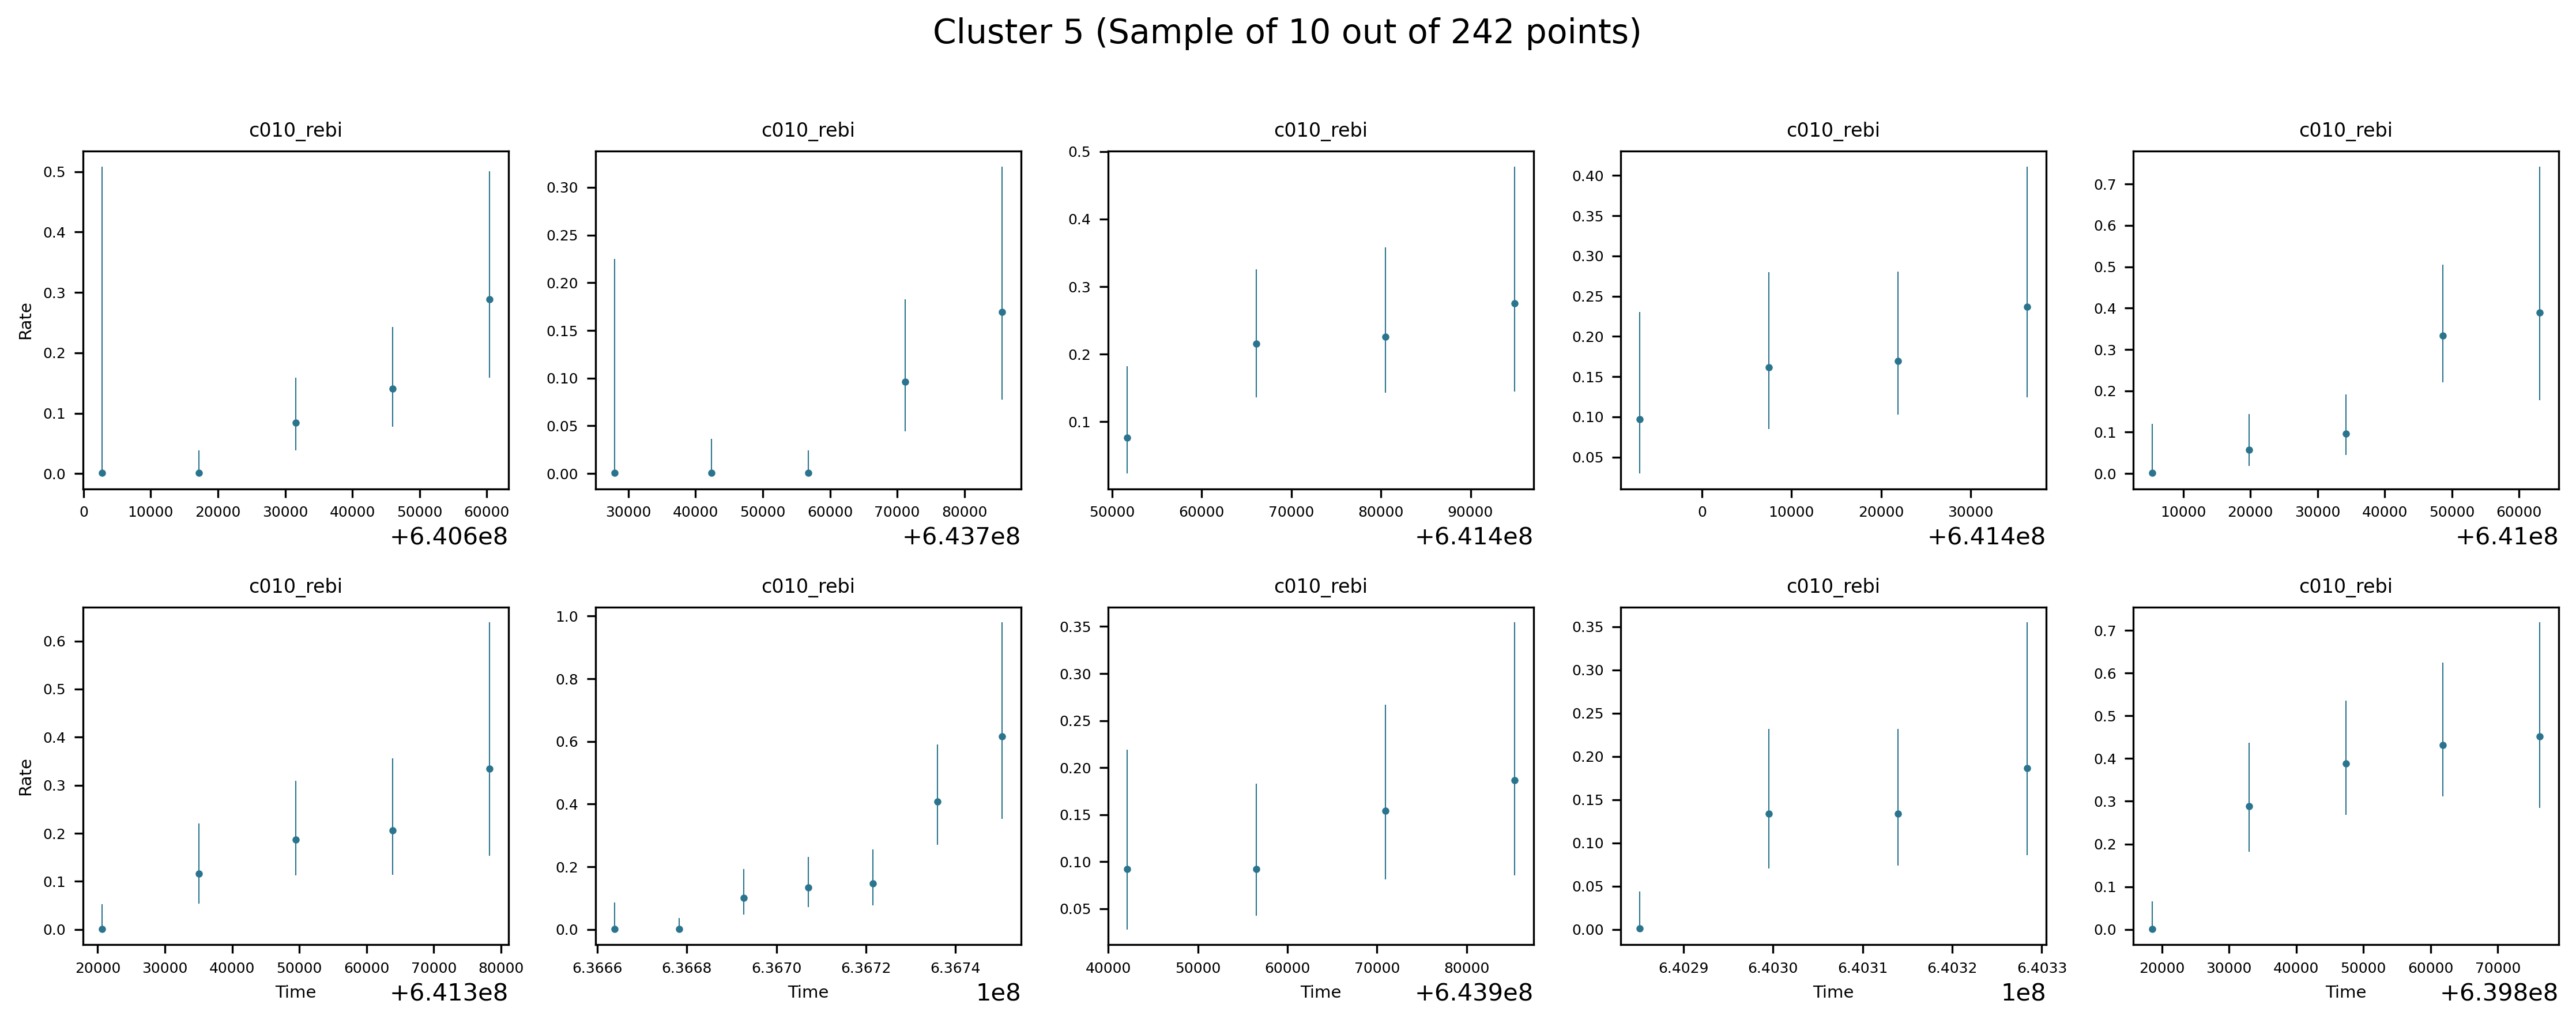 Cluster 5 (Sample of 10 out of 242 points)
c010_rebi c010_rebi c010_rebi c010_rebi c010_rebi
Rate
0.5
0.4
0.3
0.2
0.1
0.0
0 10000 20000 30000 40000 50000 60000
+6.406e8
0.30
0.25
0.20
0.15
0.10
0.05
0.00
30000 40000 50000 60000 70000 80000
+6.437e8
0.5
0.4
0.3
0.2
0.1
50000 60000 70000 80000 90000
+6.414e8
0.40
0.35
0.30
0.25
0.20
0.15
0.10
0.05
0 10000 20000 30000
+6.414e8
0.7
0.6
0.5
0.4
0.3
0.2
0.1
0.0
10000 20000 30000 40000 50000 60000
+6.41e8
c010_rebi c010_rebi c010_rebi c010_rebi c010_rebi
Rate
0.6
0.5
0.4
0.3
0.2
0.1
0.0
20000 30000 40000 50000 60000 70000 80000
Time +6.413e8
1.0
0.8
0.6
0.4
0.2
0.0
6.3666 6.3668 6.3670 6.3672 6.3674
Time 1e8
0.35
0.30
0.25
0.20
0.15
0.10
0.05
40000 50000 60000 70000 80000
Time +6.439e8
0.35
0.30
0.25
0.20
0.15
0.10
0.05
0.00
6.4029 6.4030 6.4031 6.4032 6.4033
Time 1e8
0.7
0.6
0.5
0.4
0.3
0.2
0.1
0.0
20000 30000 40000 50000 60000 70000
Time +6.398e8